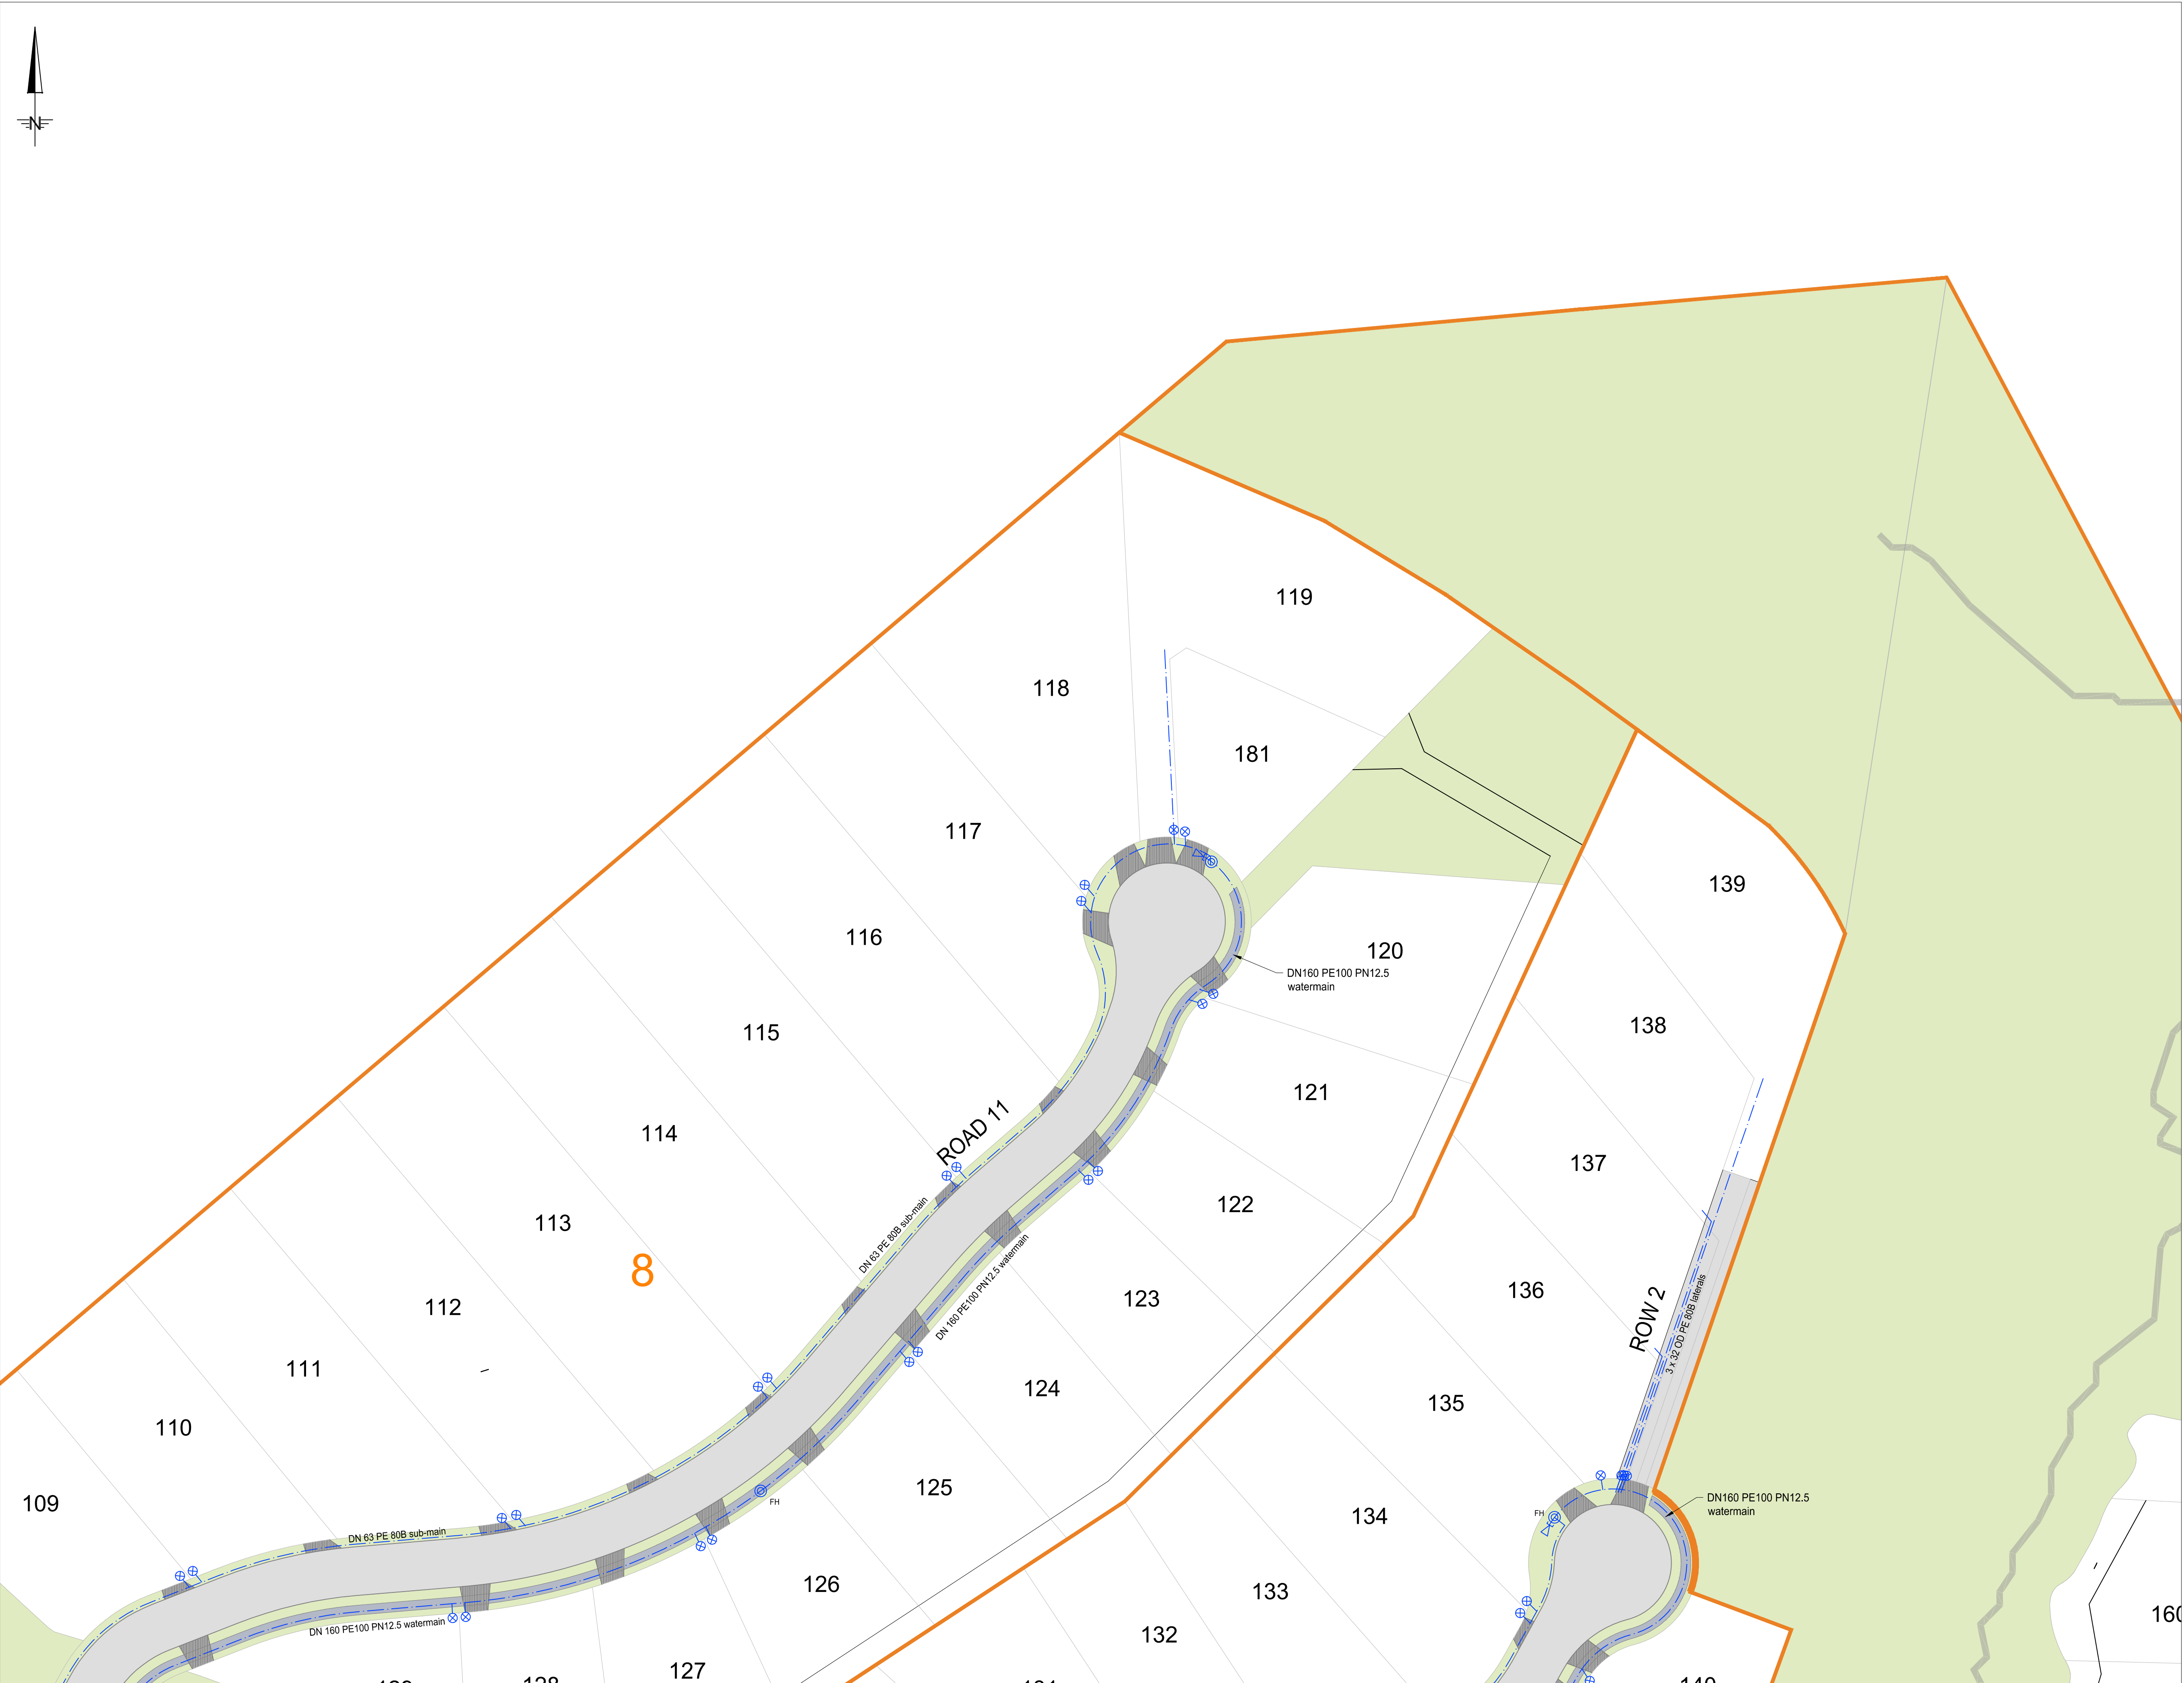 N
119
118
181
117
139
116
120
DN160 PE100 PN12.5
watermain
115
138
121
114
ROAD 11
137
122
113
8
DN 63 PE 80B sub-main
DN 160 PE100 PN12.5 watermain
123
136
112
ROW 2
3 x 32 OD PE 80B laterals
111
124
135
110
125
109
DN160 PE100 PN12.5
watermain
FH
FH
134
DN 63 PE 80B sub-main
126
133
160
DN 160 PE100 PN12.5 watermain
132
127
128
140